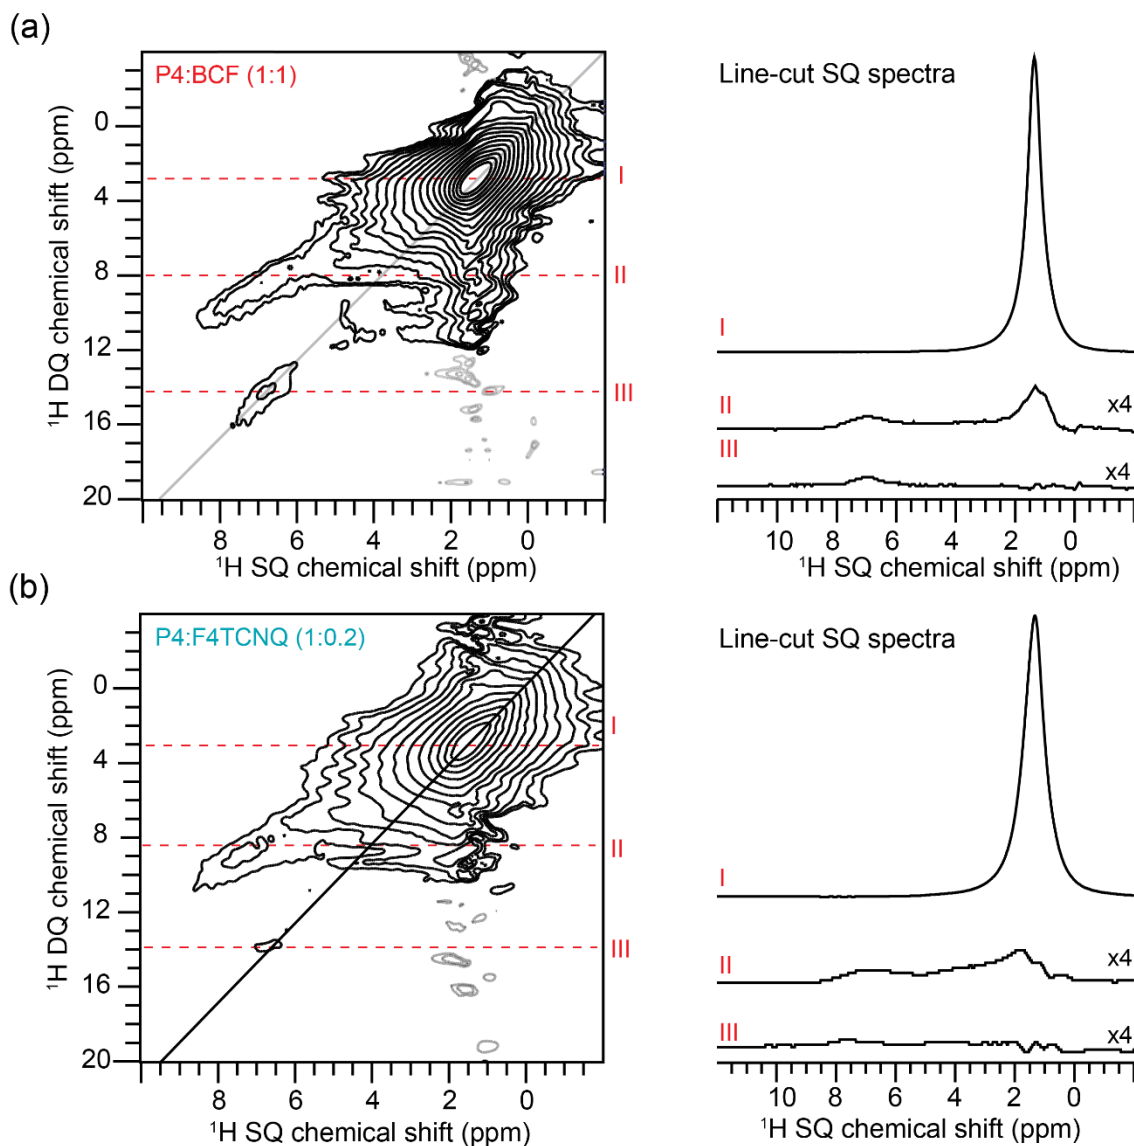 (a)
P4:BCF (1:1)
Line-cut SQ spectra
¹H DQ chemical shift (ppm)
0
4
8
12
16
20
I
II
III
I
II
x4
III
x4
8
6
4
2
0
¹H SQ chemical shift (ppm)
10
8
6
4
2
0
¹H SQ chemical shift (ppm)
(b)
P4:F4TCNQ (1:0.2)
Line-cut SQ spectra
¹H DQ chemical shift (ppm)
0
4
8
12
16
20
I
II
III
I
II
x4
III
x4
8
6
4
2
0
¹H SQ chemical shift (ppm)
10
8
6
4
2
0
¹H SQ chemical shift (ppm)